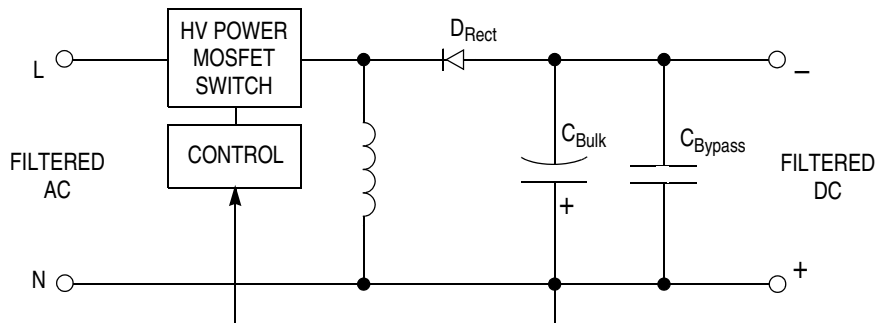 L
HV POWER
MOSFET
SWITCH
D_Rect
−
CONTROL
C_Bulk
C_Bypass
FILTERED
AC
FILTERED
DC
+
N
+